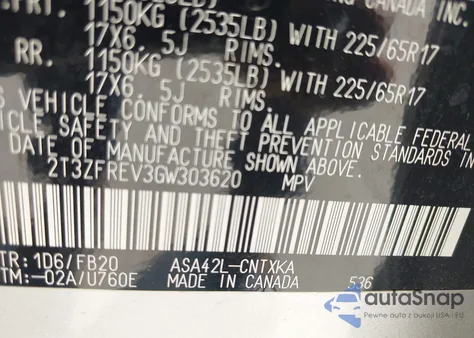 FRT. 1150KG (2535LB) WITH 225/65R17
17X6. 5J RIMS.
RR. 1150KG (2535LB) WITH 225/65R17
17X6. 5J RIMS.
VEHICLE CONFORMS TO ALL APPLICABLE FEDERAL
VEHICLE SAFETY AND THEFT PREVENTION STANDARDS IN
DATE OF MANUFACTURE SHOWN ABOVE.
2T3ZFREV3GW303620 MPV
TR: 1D6/FB20 ASA42L-CNTXKA
TM:-02A/U760E MADE IN CANADA 536
autoSnap
Pewne auta z aukcji USA i EU